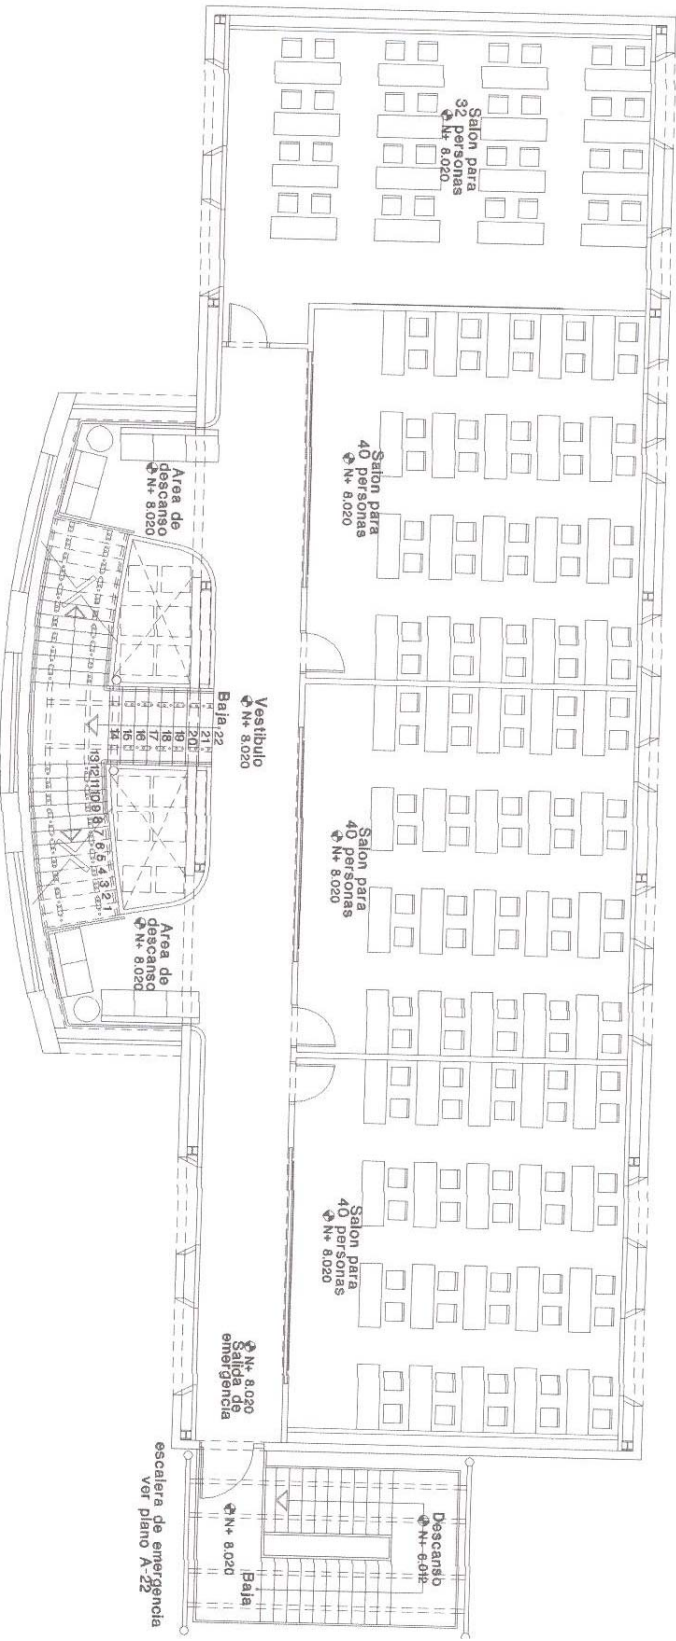 Salon para
32 personas
N+ 8.020
Salon para
40 personas
N+ 8.020
Salon para
40 personas
N+ 8.020
Salon para
40 personas
N+ 8.020
Area de
descanso
N+ 8.020
Vestibulo
N+ 8.020
Baja 22
21
20
19
18
17
16
15
14
13 12 11 10 9 8 7 6 5 4 3 2 1
Area de
descanso
N+ 8.020
N+ 8.020
Salida de
emergencia
Descanso
N+ 6.012
N+ 8.020
Baja
escalera de emergencia
ver plano A-22